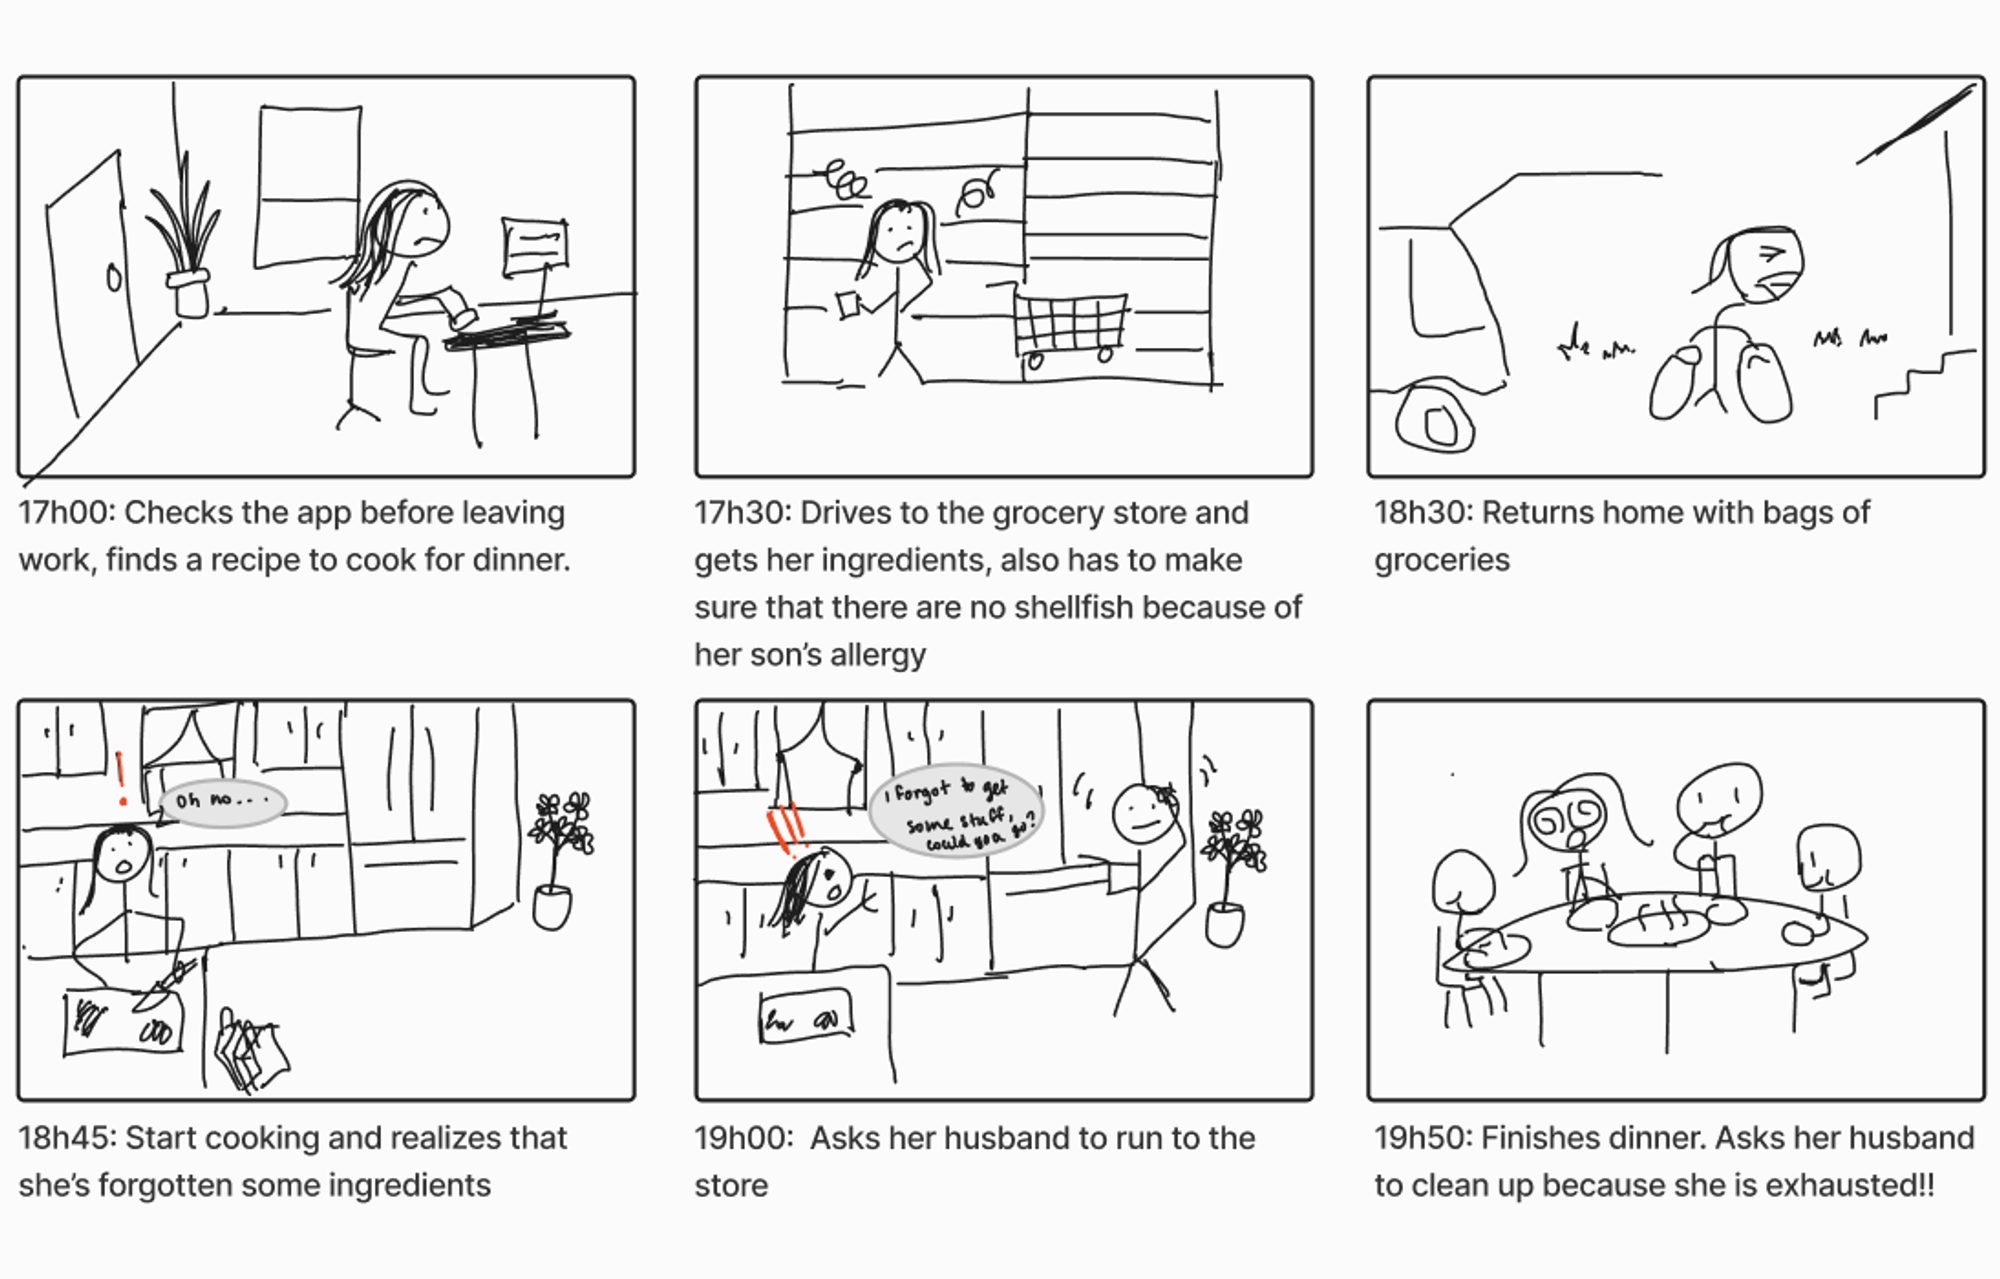 17h00: Checks the app before leaving
work, finds a recipe to cook for dinner.
17h30: Drives to the grocery store and
gets her ingredients, also has to make
sure that there are no shellfish because of
her son’s allergy
18h30: Returns home with bags of
groceries
Oh no....
18h45: Start cooking and realizes that
she’s forgotten some ingredients
I forgot to get
some stuff,
could you go?
19h00:  Asks her husband to run to the
store
19h50: Finishes dinner. Asks her husband
to clean up because she is exhausted!!